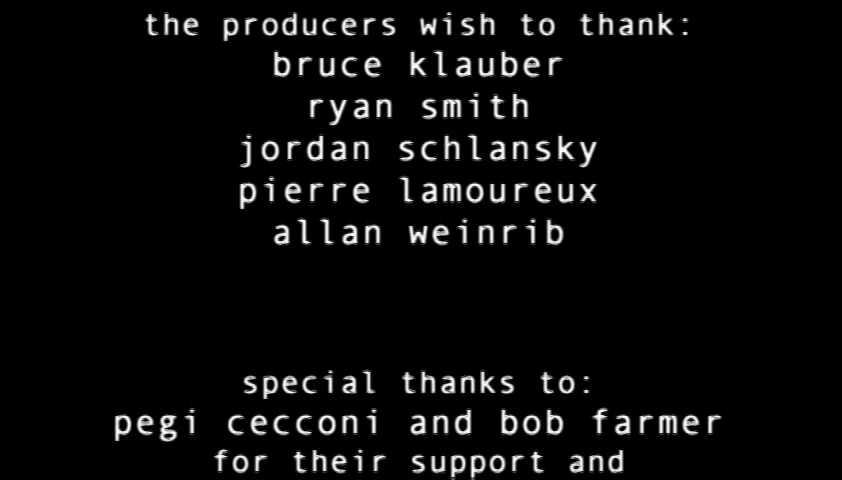 the producers wish to thank:
bruce klauber
ryan smith
jordan schlansky
pierre lamoureux
allan weinrib
special thanks to:
pegi cecconi and bob farmer
for their support and